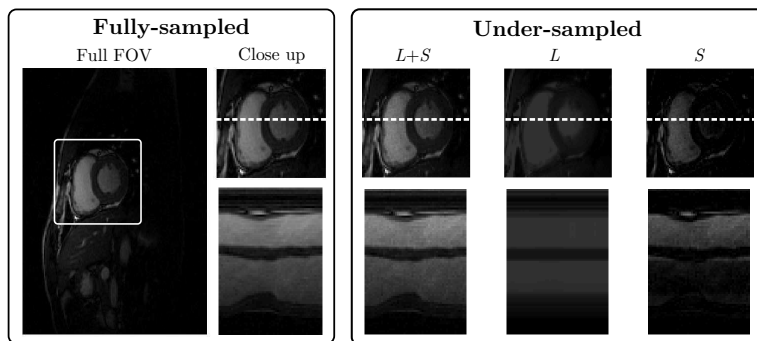 Fully-sampled
Full FOV
Close up
Under-sampled
L+S
L
S